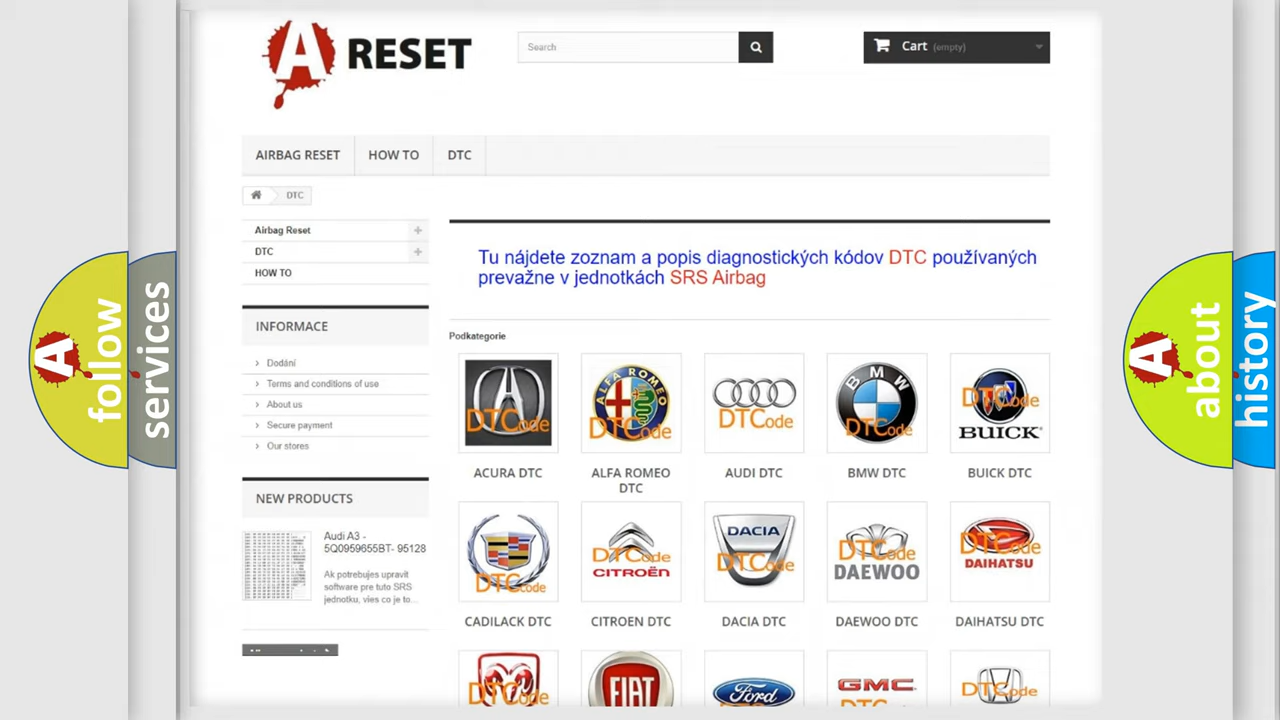 A RESET
Search
Cart (empty)
AIRBAG RESET
HOW TO
DTC
DTC
Airbag Reset
DTC
HOW TO
Tu nájdete zoznam a popis diagnostických kódov DTC používaných
prevažne v jednotkách SRS Airbag
INFORMACE
Dodání
Terms and conditions of use
About us
Secure payment
Our stores
NEW PRODUCTS
Audi A3 -
5Q0959655BT- 95128
Ak potrebujes upravit
software pre tuto SRS
jednotku, vies co je to...
Podkategorie
DTCode
ALFA ROMEO
DTCode
DTCode
BMW
DTCode
DTCode
BUICK
ACURA DTC
ALFA ROMEO
DTC
AUDI DTC
BMW DTC
BUICK DTC
DTCode
DTCode
CITROËN
DACIA
DTCode
DTCode
DAEWOO
DTCode
DAIHATSU
CADILACK DTC
CITROEN DTC
DACIA DTC
DAEWOO DTC
DAIHATSU DTC
DTCode
FIAT
Ford
GMC
DTCode
A follow
services
A about
history